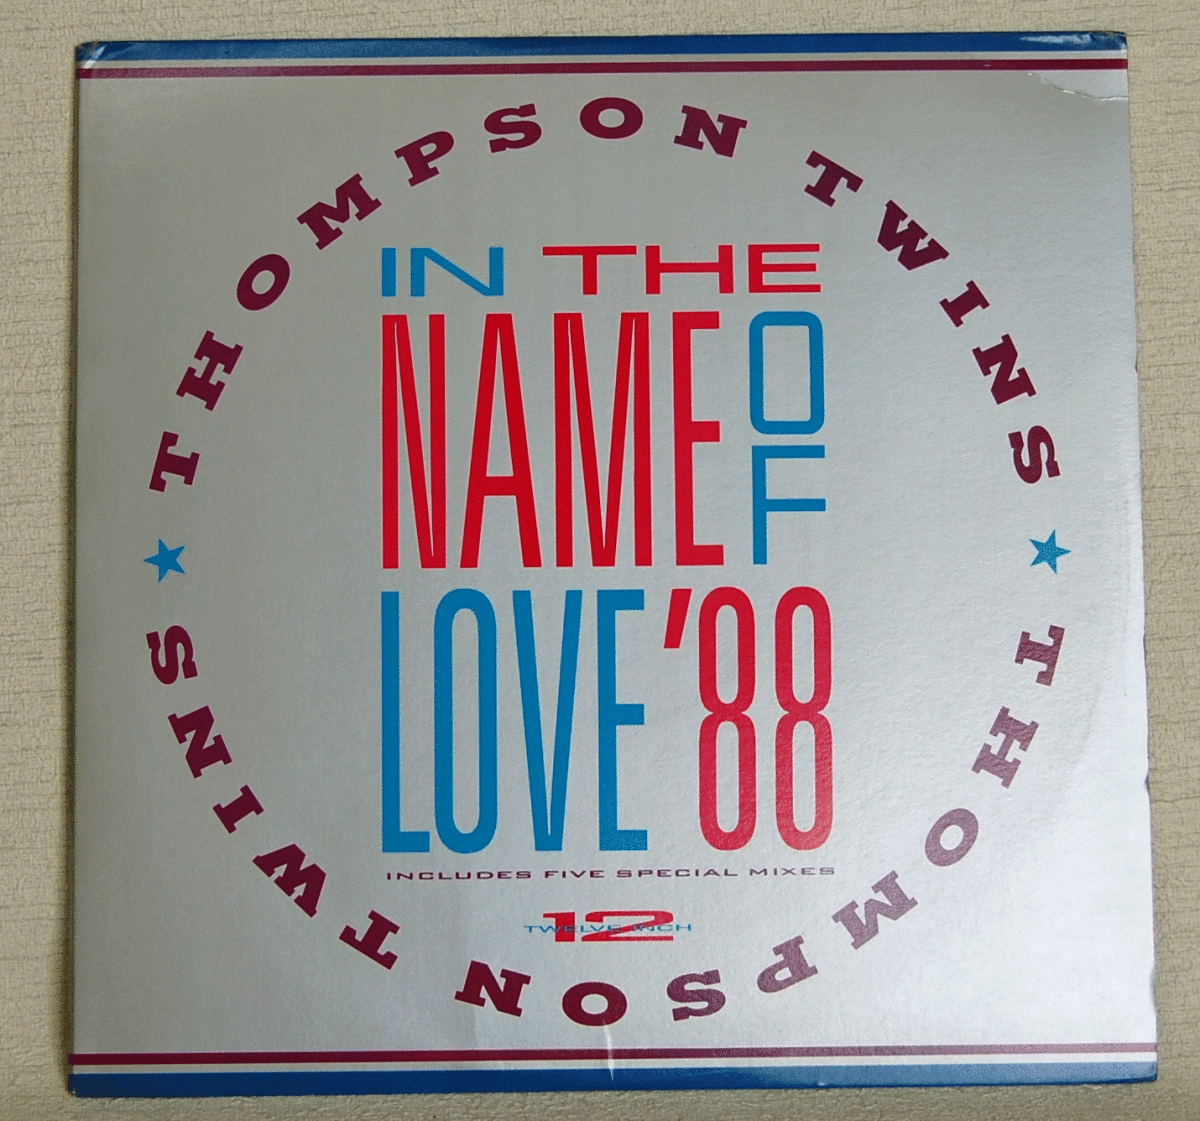 THOMPSON TWINS ★ THOMPSON TWINS ★
IN THE
NAME OF
LOVE '88
INCLUDES FIVE SPECIAL MIXES
12
TWELVE INCH